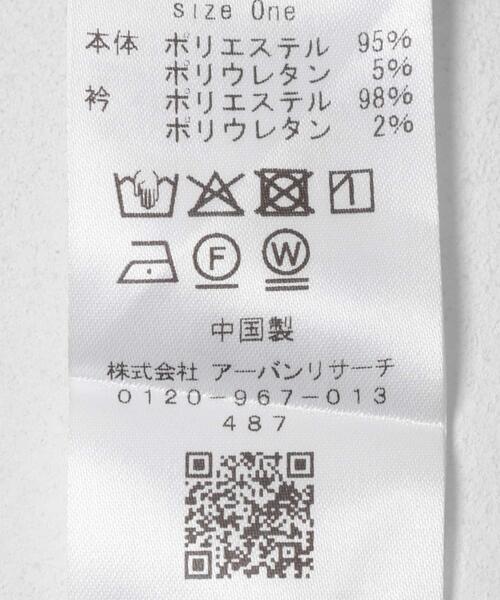 size One
本体 ポリエステル 95%
ポリウレタン 5%
衿 ポリエステル 98%
ポリウレタン 2%
F W
中国製
株式会社 アーバンリサーチ
0120-967-013
487